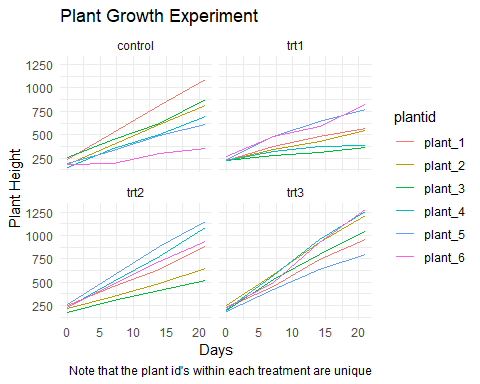 Plant Growth Experiment
control
trt1
1250
1000
750
500
250
trt2
trt3
1250
1000
750
500
250
0 5 10 15 20
0 5 10 15 20
Plant Height
Days
plantid
plant_1
plant_2
plant_3
plant_4
plant_5
plant_6
Note that the plant id's within each treatment are unique